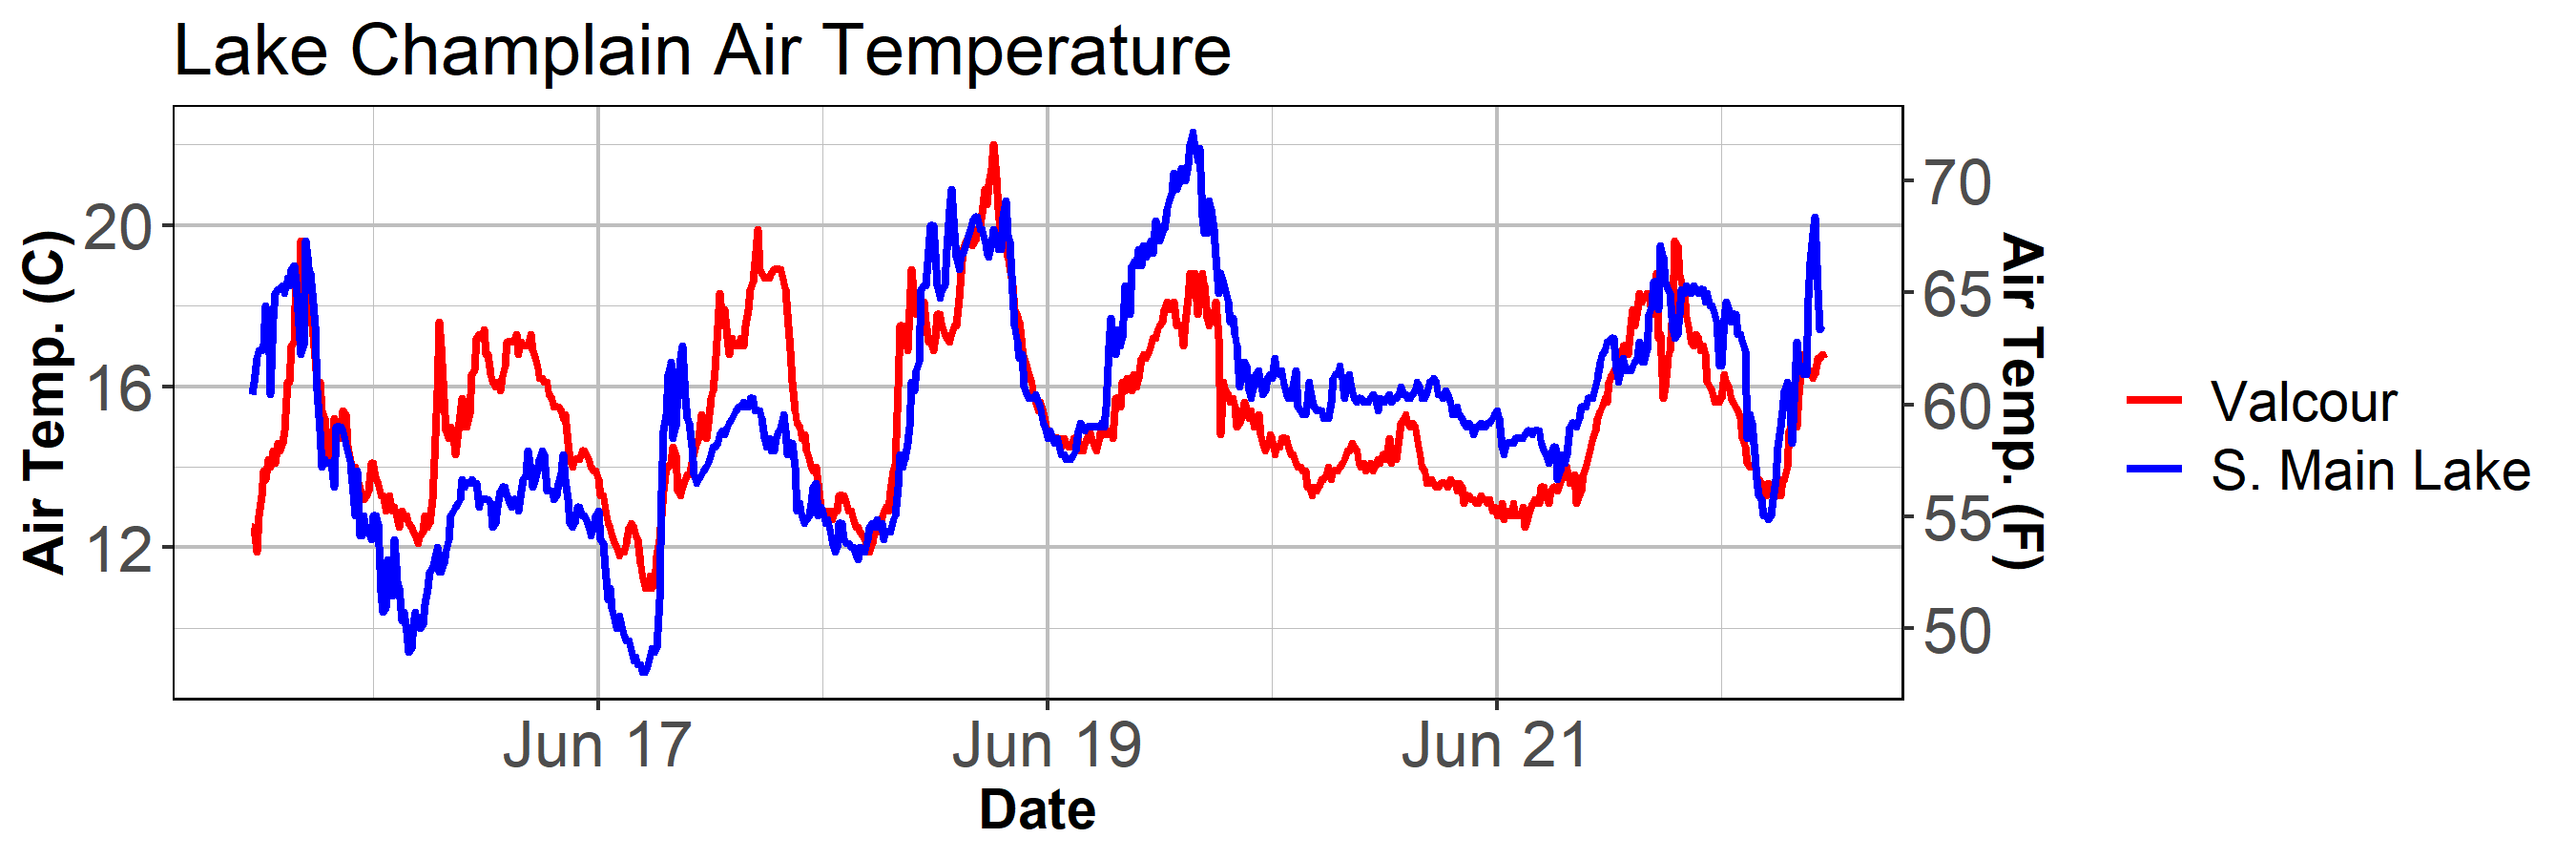 Lake Champlain Air Temperature
Air Temp. (C)
20
16
12
70
65
60
55
50
Air Temp. (F)
Jun 17
Jun 19
Jun 21
Date
Valcour
S. Main Lake